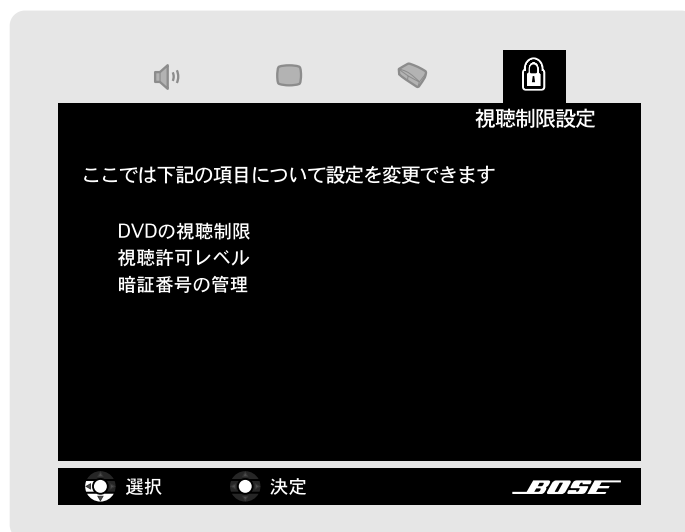 視聴制限設定
ここでは下記の項目について設定を変更できます
DVDの視聴制限
視聴許可レベル
暗証番号の管理
選択 決定 BOSE